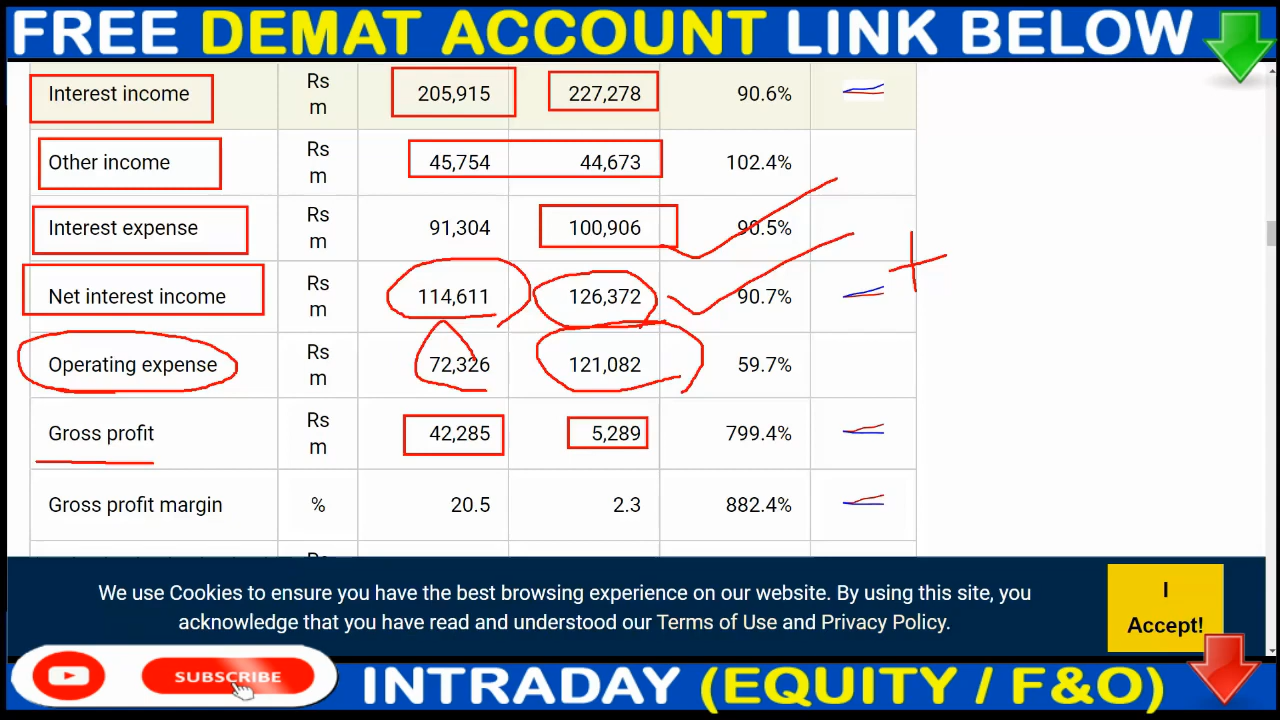 FREE DEMAT ACCOUNT LINK BELOW
Interest income Rs m 205,915 227,278 90.6%
Other income Rs m 45,754 44,673 102.4%
Interest expense Rs m 91,304 100,906 90.5%
Net interest income Rs m 114,611 126,372 90.7%
Operating expense Rs m 72,326 121,082 59.7%
Gross profit Rs m 42,285 5,289 799.4%
Gross profit margin % 20.5 2.3 882.4%
Rs
We use Cookies to ensure you have the best browsing experience on our website. By using this site, you
acknowledge that you have read and understood our Terms of Use and Privacy Policy.
I
Accept!
SUBSCRIBE
INTRADAY (EQUITY / F&O)